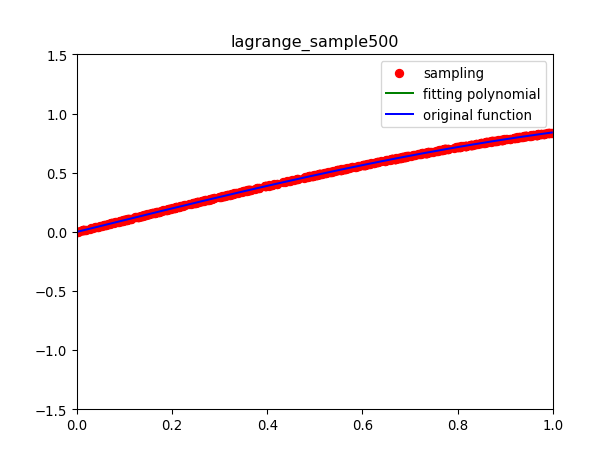 lagrange_sample500
sampling
fitting polynomial
original function
1.5
1.0
0.5
0.0
−0.5
−1.0
−1.5
0.0 0.2 0.4 0.6 0.8 1.0